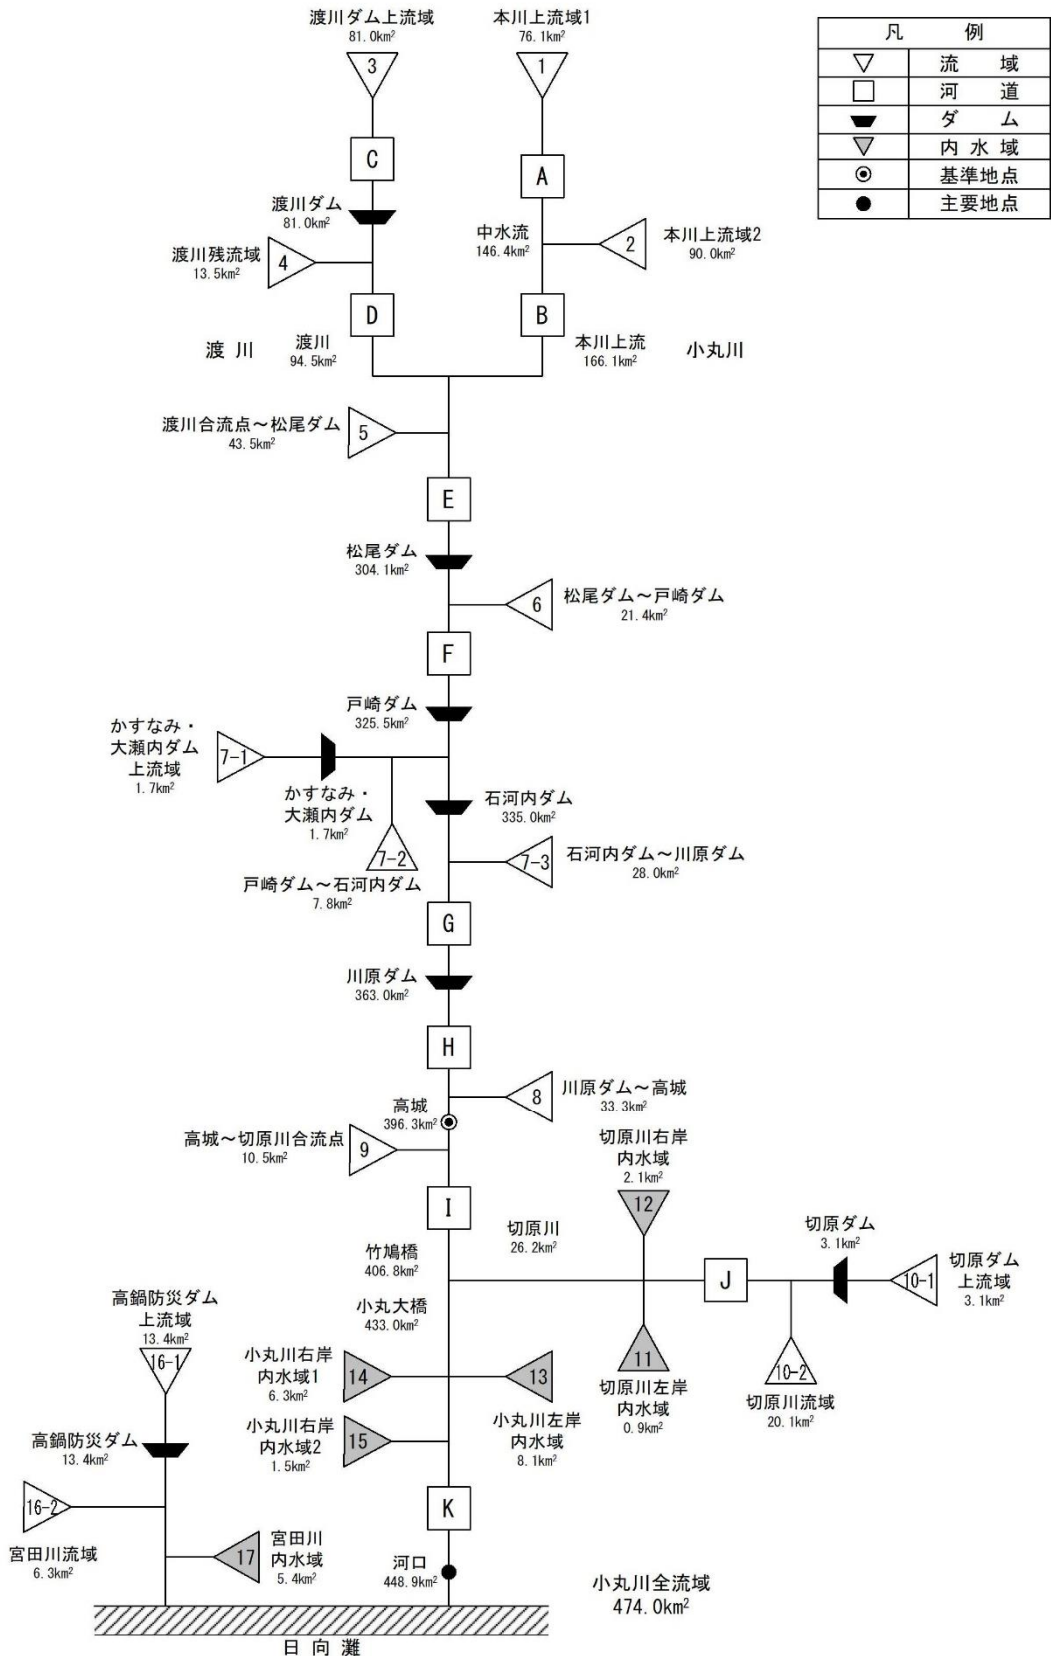 渡川ダム上流域
81.0km²
3
本川上流域1
76.1km²
1
凡 例
流 域
河 道
ダ ム
内 水 域
基準地点
主要地点
C
A
渡川ダム
81.0km²
中水流
146.4km²
2
本川上流域2
90.0km²
渡川残流域
13.5km²
4
D
B
渡 川
渡川
94.5km²
本川上流
166.1km²
小丸川
渡川合流点～松尾ダム
43.5km²
5
E
松尾ダム
304.1km²
6
松尾ダム～戸崎ダム
21.4km²
F
戸崎ダム
325.5km²
かすなみ・
大瀬内ダム
上流域
1.7km²
7-1
かすなみ・
大瀬内ダム
1.7km²
石河内ダム
335.0km²
7-2
戸崎ダム～石河内ダム
7.8km²
7-3
石河内ダム～川原ダム
28.0km²
G
川原ダム
363.0km²
H
8
川原ダム～高城
33.3km²
高城
396.3km²
高城～切原川合流点
10.5km²
9
切原川右岸
内水域
2.1km²
12
I
竹鳩橋
406.8km²
切原川
26.2km²
J
切原ダム
3.1km²
10-1
切原ダム
上流域
3.1km²
小丸大橋
433.0km²
11
切原川左岸
内水域
0.9km²
10-2
切原川流域
20.1km²
高鍋防災ダム
上流域
13.4km²
16-1
小丸川右岸
内水域1
6.3km²
14
13
小丸川左岸
内水域
8.1km²
高鍋防災ダム
13.4km²
小丸川右岸
内水域2
1.5km²
15
16-2
宮田川流域
6.3km²
K
17
宮田川
内水域
5.4km²
河口
448.9km²
小丸川全流域
474.0km²
日 向 灘